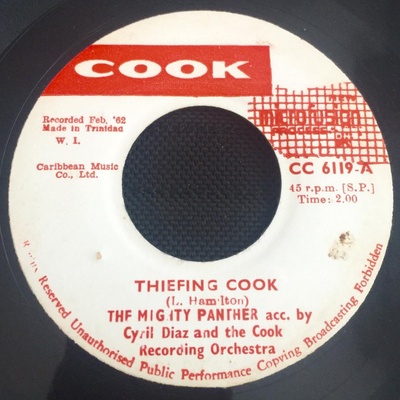 COOK
Recorded Feb. '62
Made in Trinidad
W. I.
Caribbean Music
Co., Ltd.
microfusion
PROCESS
CC 6119-A
45 r.p.m. [S.P.]
Time: 2.00
THIEFING COOK
(L. Hamilton)
THE MIGHTY PANTHER acc. by
Cyril Diaz and the Cook
Recording Orchestra
Reserved Unauthorised Public Performance Copying Broadcasting Forbidden